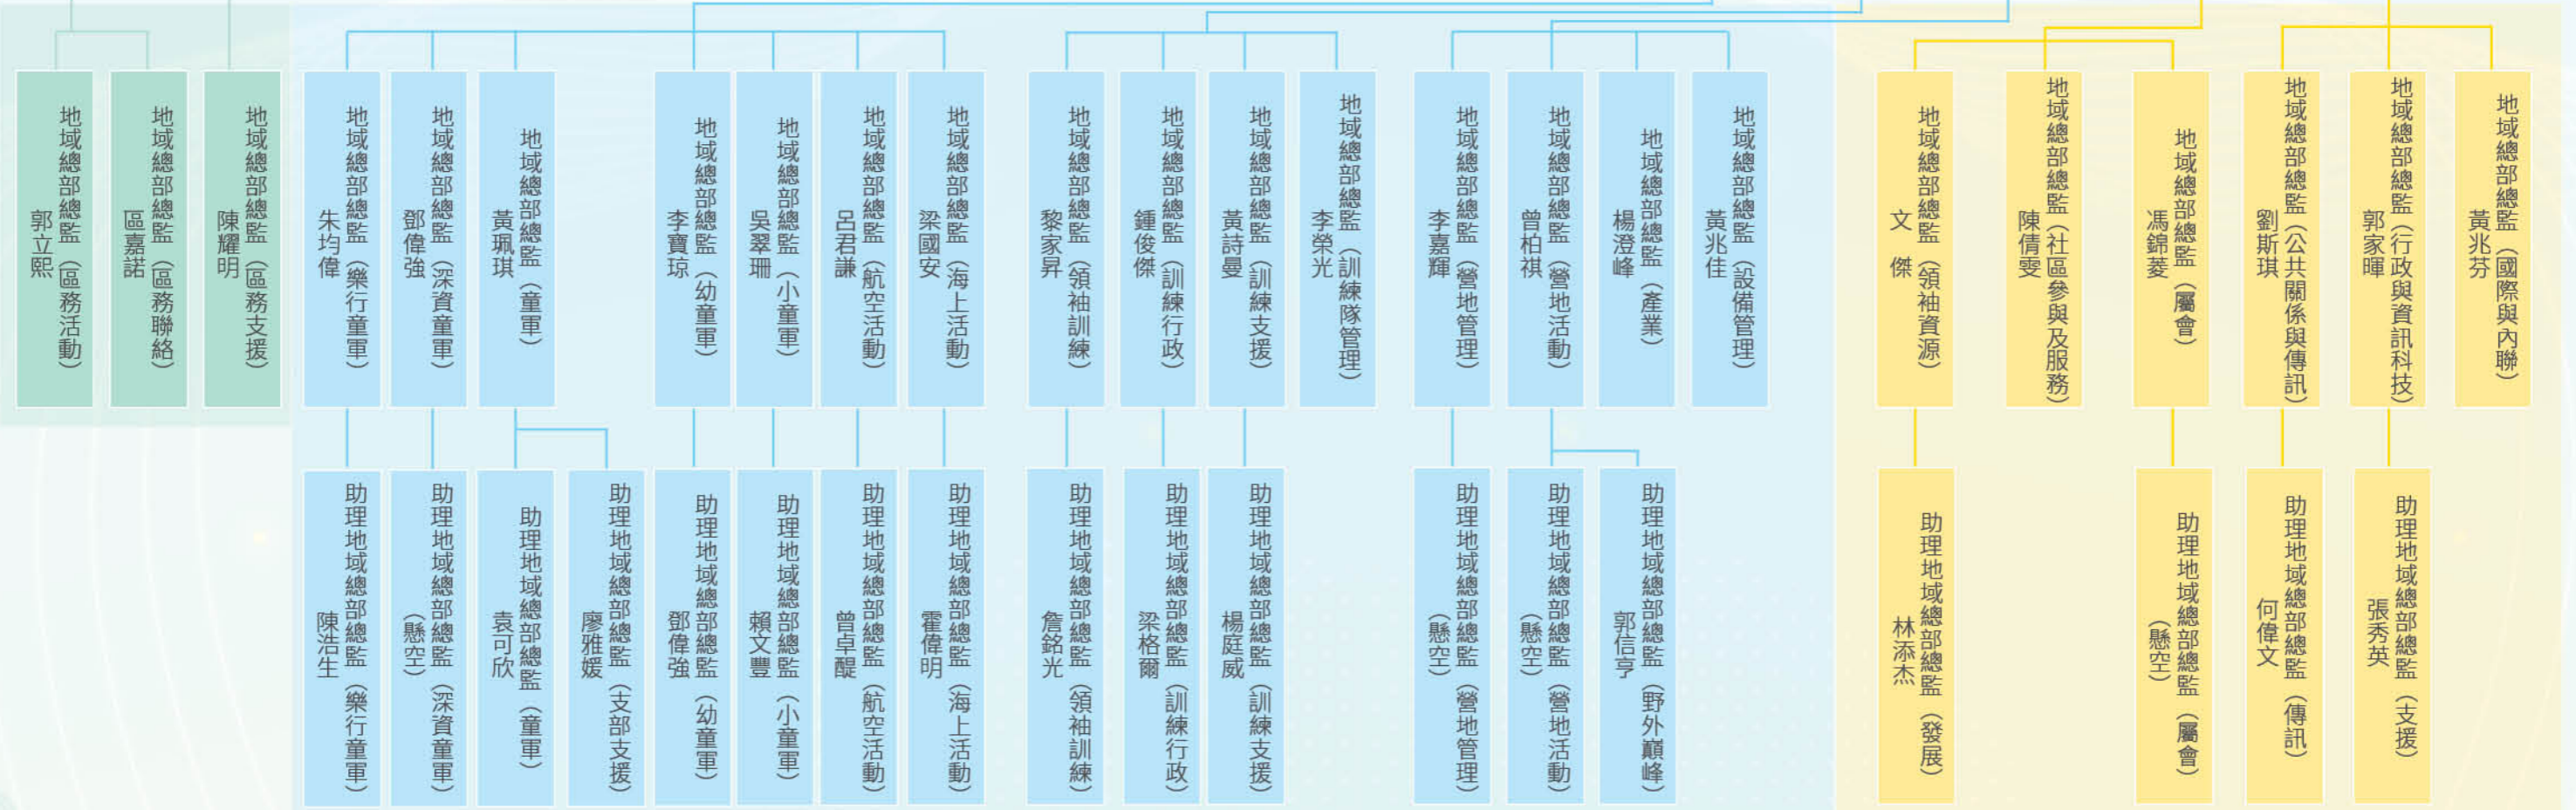 地域總部總監（區務活動）
郭立熙
地域總部總監（區務聯絡）
區嘉諾
地域總部總監（區務支援）
陳耀明
地域總部總監（樂行童軍）
朱均偉
地域總部總監（深資童軍）
鄧偉強
地域總部總監（童軍）
黃珮琪
地域總部總監（幼童軍）
李寶琼
地域總部總監（小童軍）
吳翠珊
地域總部總監（航空活動）
呂君謙
地域總部總監（海上活動）
梁國安
地域總部總監（領袖訓練）
黎家昇
地域總部總監（訓練行政）
鍾俊傑
地域總部總監（訓練支援）
黃詩曼
地域總部總監（訓練隊管理）
李榮光
地域總部總監（營地管理）
李嘉輝
地域總部總監（營地活動）
曾柏祺
地域總部總監（產業）
楊澄峰
地域總部總監（設備管理）
黃兆佳
地域總部總監（領袖資源）
文　傑
地域總部總監（社區參與及服務）
陳倩雯
地域總部總監（屬會）
馮錦菱
地域總部總監（公共關係與傳訊）
劉斯琪
地域總部總監（行政與資訊科技）
郭家暉
地域總部總監（國際與內聯）
黃兆芬
助理地域總部總監（樂行童軍）
陳浩生
助理地域總部總監（深資童軍）
（懸空）
助理地域總部總監（童軍）
袁可欣
助理地域總部總監（支部支援）
廖雅媛
助理地域總部總監（幼童軍）
鄧偉強
助理地域總部總監（小童軍）
賴文豐
助理地域總部總監（航空活動）
曾卓醍
助理地域總部總監（海上活動）
霍偉明
助理地域總部總監（領袖訓練）
詹銘光
助理地域總部總監（訓練行政）
梁格爾
助理地域總部總監（訓練支援）
楊庭威
助理地域總部總監（營地管理）
（懸空）
助理地域總部總監（營地活動）
（懸空）
助理地域總部總監（野外巔峰）
郭信亨
助理地域總部總監（發展）
林添杰
助理地域總部總監（屬會）
（懸空）
助理地域總部總監（傳訊）
何偉文
助理地域總部總監（支援）
張秀英